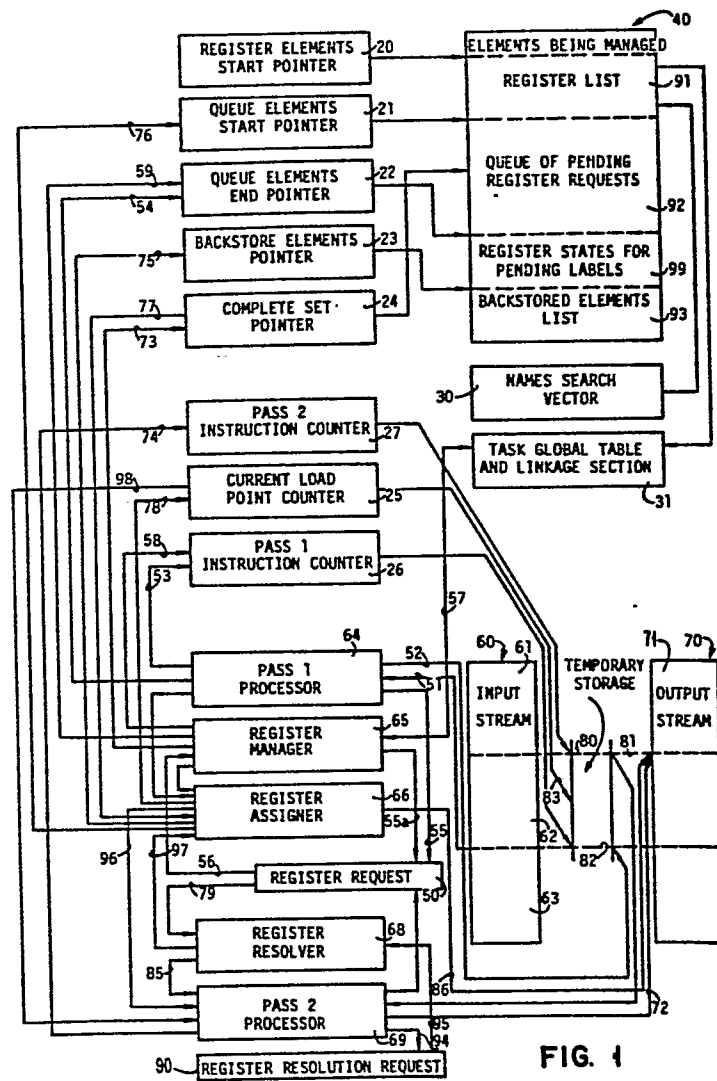 40
REGISTER ELEMENTS
START POINTER
20
ELEMENTS BEING MANAGED
REGISTER LIST
91
QUEUE ELEMENTS
START POINTER
21
76
QUEUE OF PENDING
REGISTER REQUESTS
92
59
54
QUEUE ELEMENTS
END POINTER
22
BACKSTORE ELEMENTS
POINTER
23
75
REGISTER STATES FOR
PENDING LABELS
99
77
73
COMPLETE SET
POINTER
24
BACKSTORED ELEMENTS
LIST
93
30
NAMES SEARCH
VECTOR
PASS 2
INSTRUCTION COUNTER
27
74
TASK GLOBAL TABLE
AND LINKAGE SECTION
31
98
78
CURRENT LOAD
POINT COUNTER
25
58
53
PASS 1
INSTRUCTION COUNTER
26
57
64
PASS 1
PROCESSOR
52
51
60
61
INPUT
STREAM
TEMPORARY
STORAGE
71
70
OUTPUT
STREAM
REGISTER
MANAGER
65
80
81
REGISTER
ASSIGNER
66
83
55a
55
96
97
56
79
REGISTER REQUEST
50
62
82
63
REGISTER
RESOLVER
68
85
86
72
PASS 2
PROCESSOR
69
95
94
90
REGISTER RESOLUTION REQUEST
FIG. 1